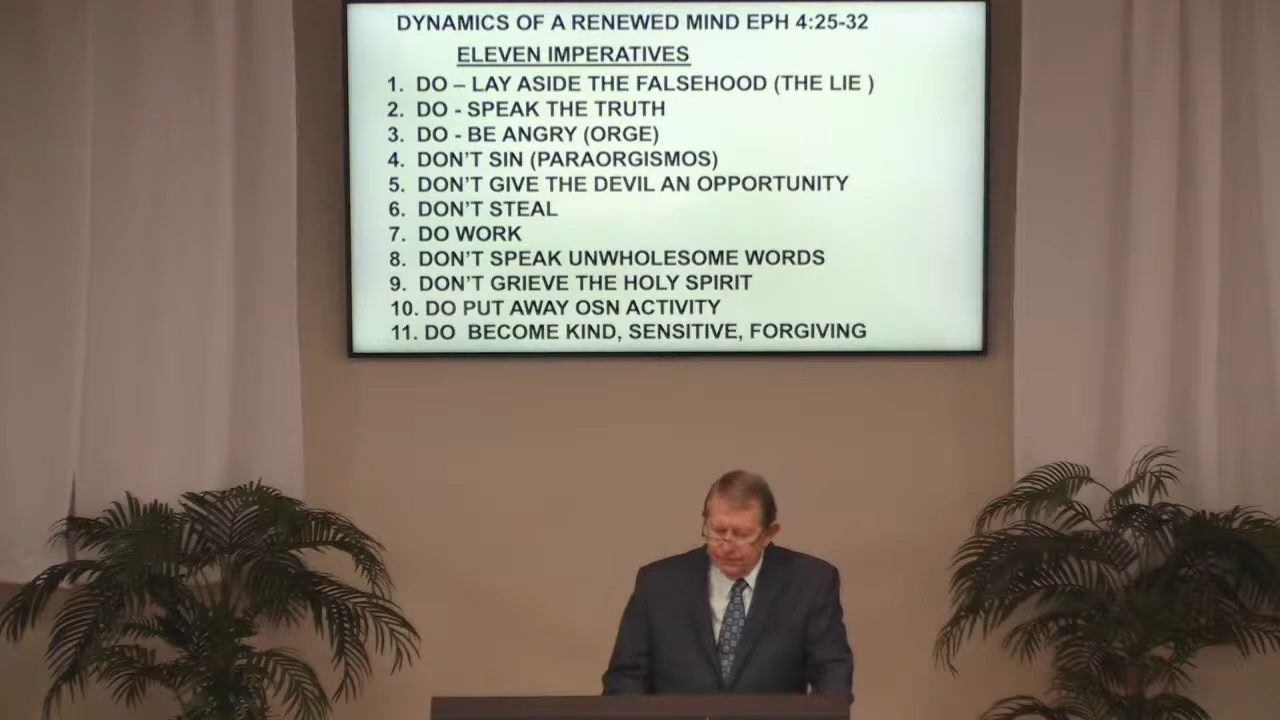 DYNAMICS OF A RENEWED MIND EPH 4:25-32
ELEVEN IMPERATIVES
1. DO – LAY ASIDE THE FALSEHOOD (THE LIE )
2. DO - SPEAK THE TRUTH
3. DO - BE ANGRY (ORGE)
4. DON'T SIN (PARAORGISMOS)
5. DON'T GIVE THE DEVIL AN OPPORTUNITY
6. DON'T STEAL
7. DO WORK
8. DON'T SPEAK UNWHOLESOME WORDS
9. DON'T GRIEVE THE HOLY SPIRIT
10. DO PUT AWAY OSN ACTIVITY
11. DO BECOME KIND, SENSITIVE, FORGIVING